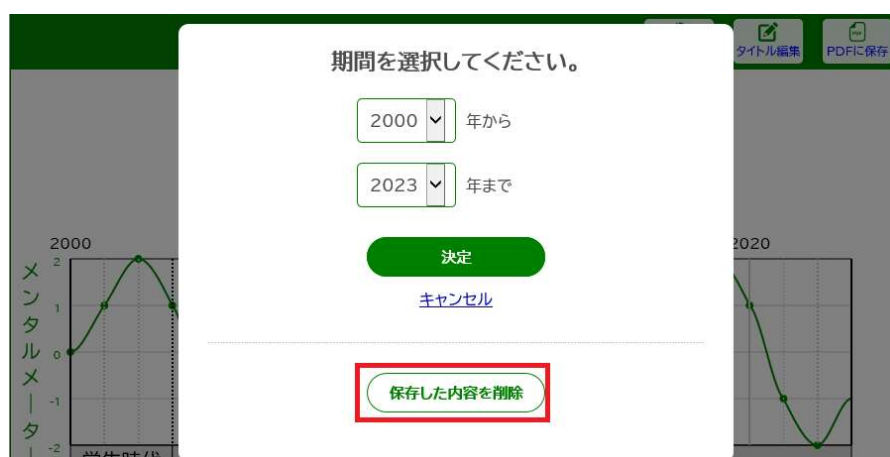 タイトル編集
PDFに保存
期間を選択してください。
2000 年から
2023 年まで
決定
キャンセル
保存した内容を削除
2000
2020
メンタルメーター
2
1
0
-1
-2
学生時代